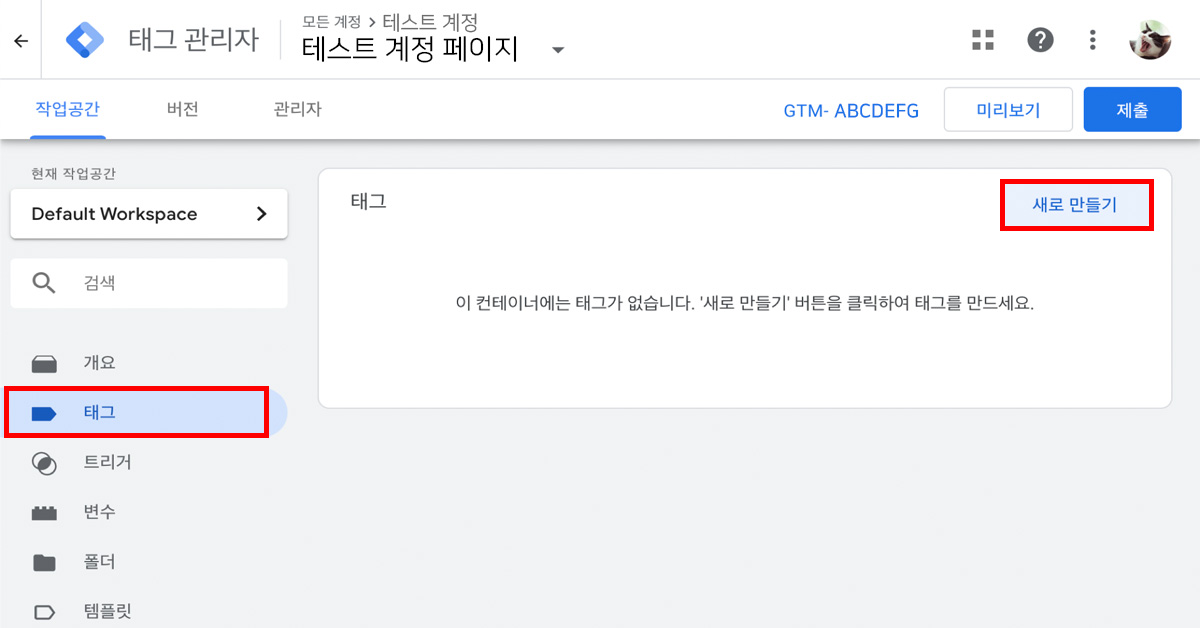 모든 계정 > 테스트 계정
태그 관리자
테스트 계정 페이지
작업공간 버전 관리자 GTM- ABCDEFG 미리보기 제출
현재 작업공간
Default Workspace
검색
개요
태그
트리거
변수
폴더
템플릿
태그
새로 만들기
이 컨테이너에는 태그가 없습니다. '새로 만들기' 버튼을 클릭하여 태그를 만드세요.